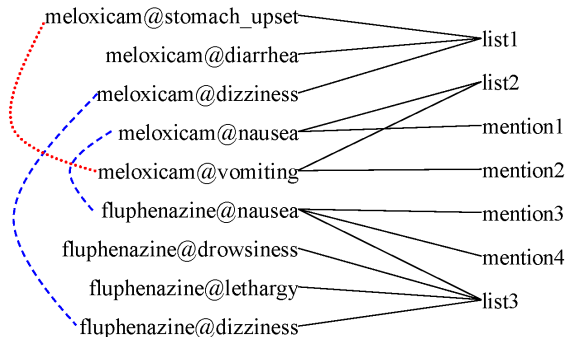 meloxicam@stomach_upset
meloxicam@diarrhea
meloxicam@dizziness
meloxicam@nausea
meloxicam@vomiting
fluphenazine@nausea
fluphenazine@drowsiness
fluphenazine@lethargy
fluphenazine@dizziness
list1
list2
mention1
mention2
mention3
mention4
list3